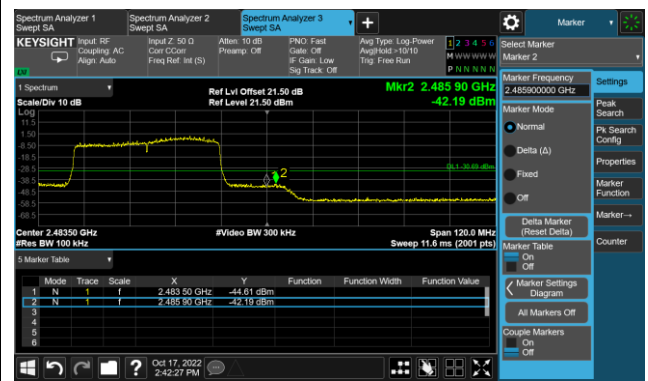 Spectrum Analyzer 1
Swept SA
Spectrum Analyzer 2
Swept SA
Spectrum Analyzer 3
Swept SA
Marker
KEYSIGHT
Input: RF
Coupling: AC
Align: Auto
Input Z: 50 Ω
Corr CCorr
Freq Ref: Int (S)
Atten: 10 dB
Preamp: Off
PNO: Fast
Gate: Off
IF Gain: Low
Sig Track: Off
Avg Type: Log-Power
Avg|Hold:>10/10
Trig: Free Run
1 2 3 4 5 6
M W W W W W
P N N N N N
Select Marker
Marker 2
1 Spectrum
Scale/Div 10 dB
Log
Ref Lvl Offset 21.50 dB
Ref Level 21.50 dBm
Mkr2 2.485 90 GHz
-42.19 dBm
11.5
1.50
-8.50
-18.5
-28.5
-38.5
-48.5
-58.5
-68.5
DL1 -30.69 dBm
2
Center 2.48350 GHz
#Res BW 100 kHz
#Video BW 300 kHz
Span 120.0 MHz
Sweep 11.6 ms (2001 pts)
5 Marker Table
Mode Trace Scale X Y Function Function Width Function Value
1 N 1 f 2.483 50 GHz -44.61 dBm
2 N 1 f 2.485 90 GHz -42.19 dBm
3
4
5
6
Marker Frequency
2.485900000 GHz
Marker Mode
Normal
Delta (Δ)
Fixed
Off
Delta Marker
(Reset Delta)
Marker Table
On
Off
Marker Settings
Diagram
All Markers Off
Couple Markers
On
Off
Settings
Peak
Search
Pk Search
Config
Properties
Marker
Function
Marker→
Counter
?
Oct 17, 2022
2:42:27 PM